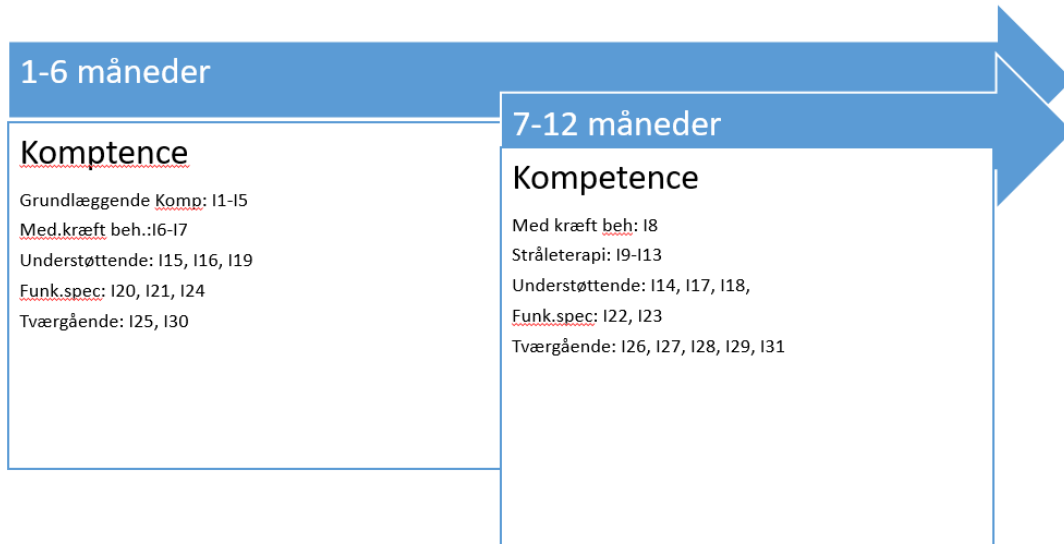 1-6 måneder
Komptence
Grundlæggende Komp: I1-I5
Med.kræft beh.:I6-I7
Understøttende: I15, I16, I19
Funk.spec: I20, I21, I24
Tværgående: I25, I30
7-12 måneder
Kompetence
Med kræft beh: I8
Stråleterapi: I9-I13
Understøttende: I14, I17, I18,
Funk.spec: I22, I23
Tværgående: I26, I27, I28, I29, I31